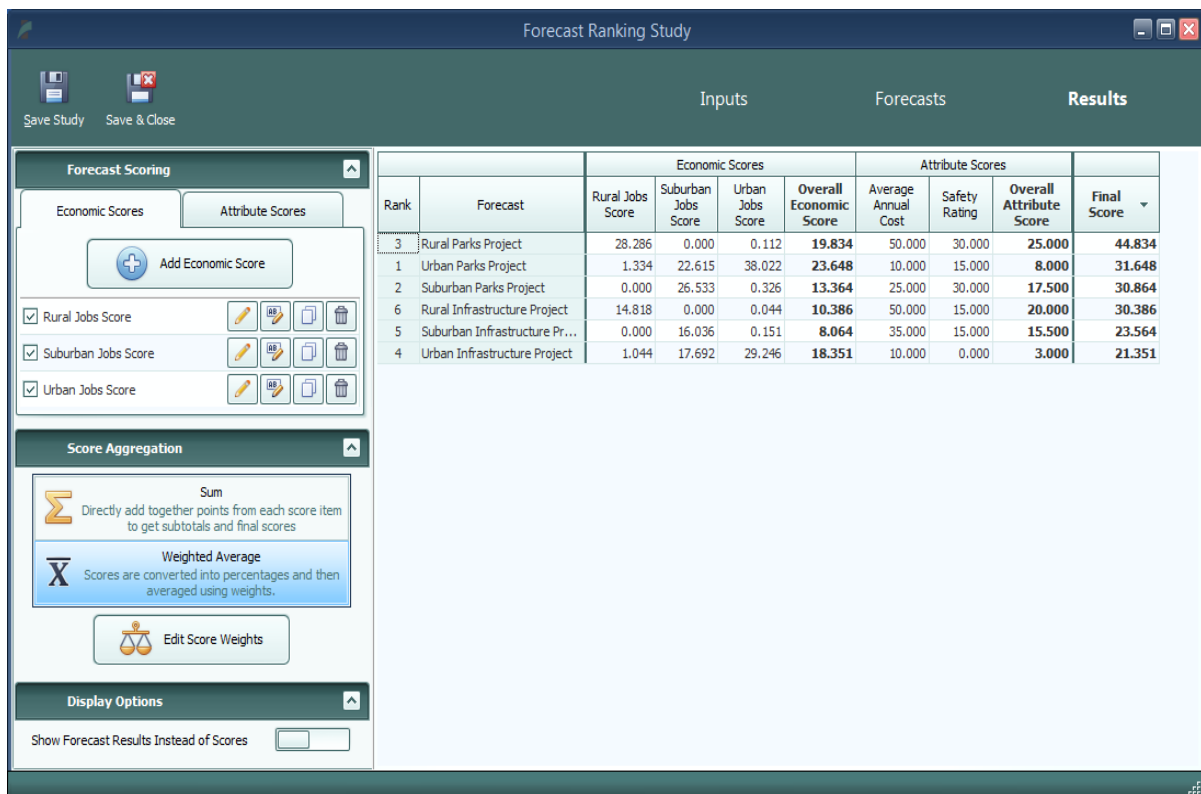 Forecast Ranking Study
Save Study
Save & Close
Inputs
Forecasts
Results
Forecast Scoring
Economic Scores
Attribute Scores
Add Economic Score
Rural Jobs Score
Suburban Jobs Score
Urban Jobs Score
Score Aggregation
Sum
Directly add together points from each score item
to get subtotals and final scores
Weighted Average
Scores are converted into percentages and then
averaged using weights.
Edit Score Weights
Display Options
Show Forecast Results Instead of Scores
Economic Scores Attribute Scores
Rank Forecast Rural Jobs Score Suburban Jobs Score Urban Jobs Score Overall Economic Score Average Annual Cost Safety Rating Overall Attribute Score Final Score
3 Rural Parks Project 28.286 0.000 0.112 19.834 50.000 30.000 25.000 44.834
1 Urban Parks Project 1.334 22.615 38.022 23.648 10.000 15.000 8.000 31.648
2 Suburban Parks Project 0.000 26.533 0.326 13.364 25.000 30.000 17.500 30.864
6 Rural Infrastructure Project 14.818 0.000 0.044 10.386 50.000 15.000 20.000 30.386
5 Suburban Infrastructure Pr... 0.000 16.036 0.151 8.064 35.000 15.000 15.500 23.564
4 Urban Infrastructure Project 1.044 17.692 29.246 18.351 10.000 0.000 3.000 21.351